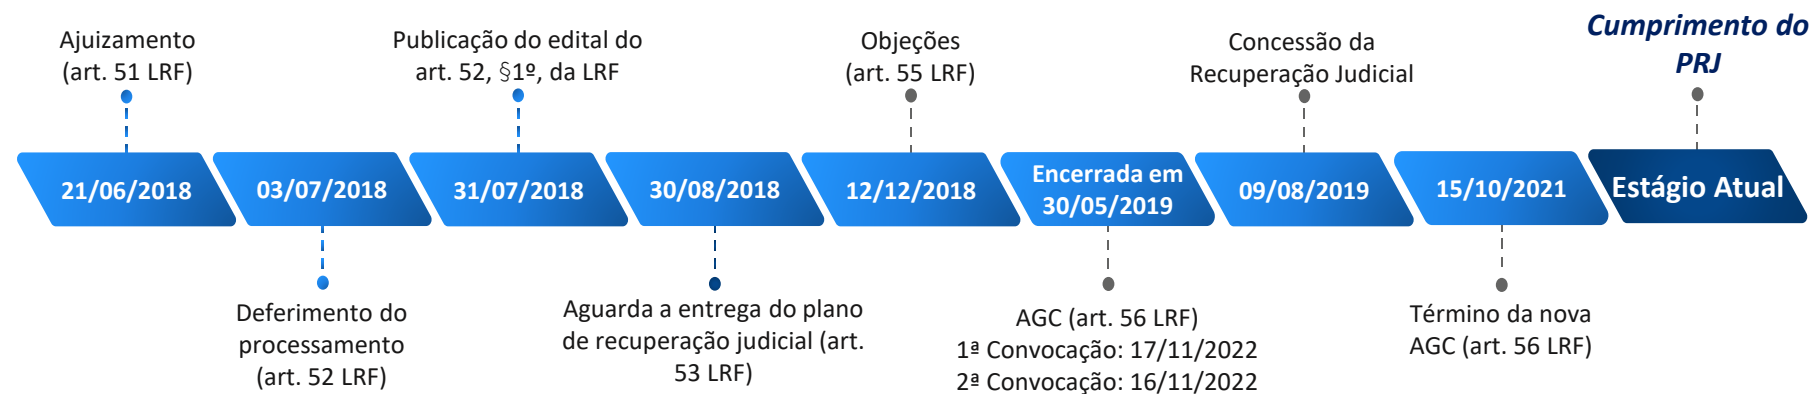 Ajuizamento
(art. 51 LRF)
Publicação do edital do
art. 52, §1º, da LRF
Objeções
(art. 55 LRF)
Concessão da
Recuperação Judicial
Cumprimento do
PRJ
21/06/2018
03/07/2018
31/07/2018
30/08/2018
12/12/2018
Encerrada em
30/05/2019
09/08/2019
15/10/2021
Estágio Atual
Deferimento do
processamento
(art. 52 LRF)
Aguarda a entrega do plano
de recuperação judicial (art.
53 LRF)
AGC (art. 56 LRF)
1ª Convocação: 17/11/2022
2ª Convocação: 16/11/2022
Término da nova
AGC (art. 56 LRF)